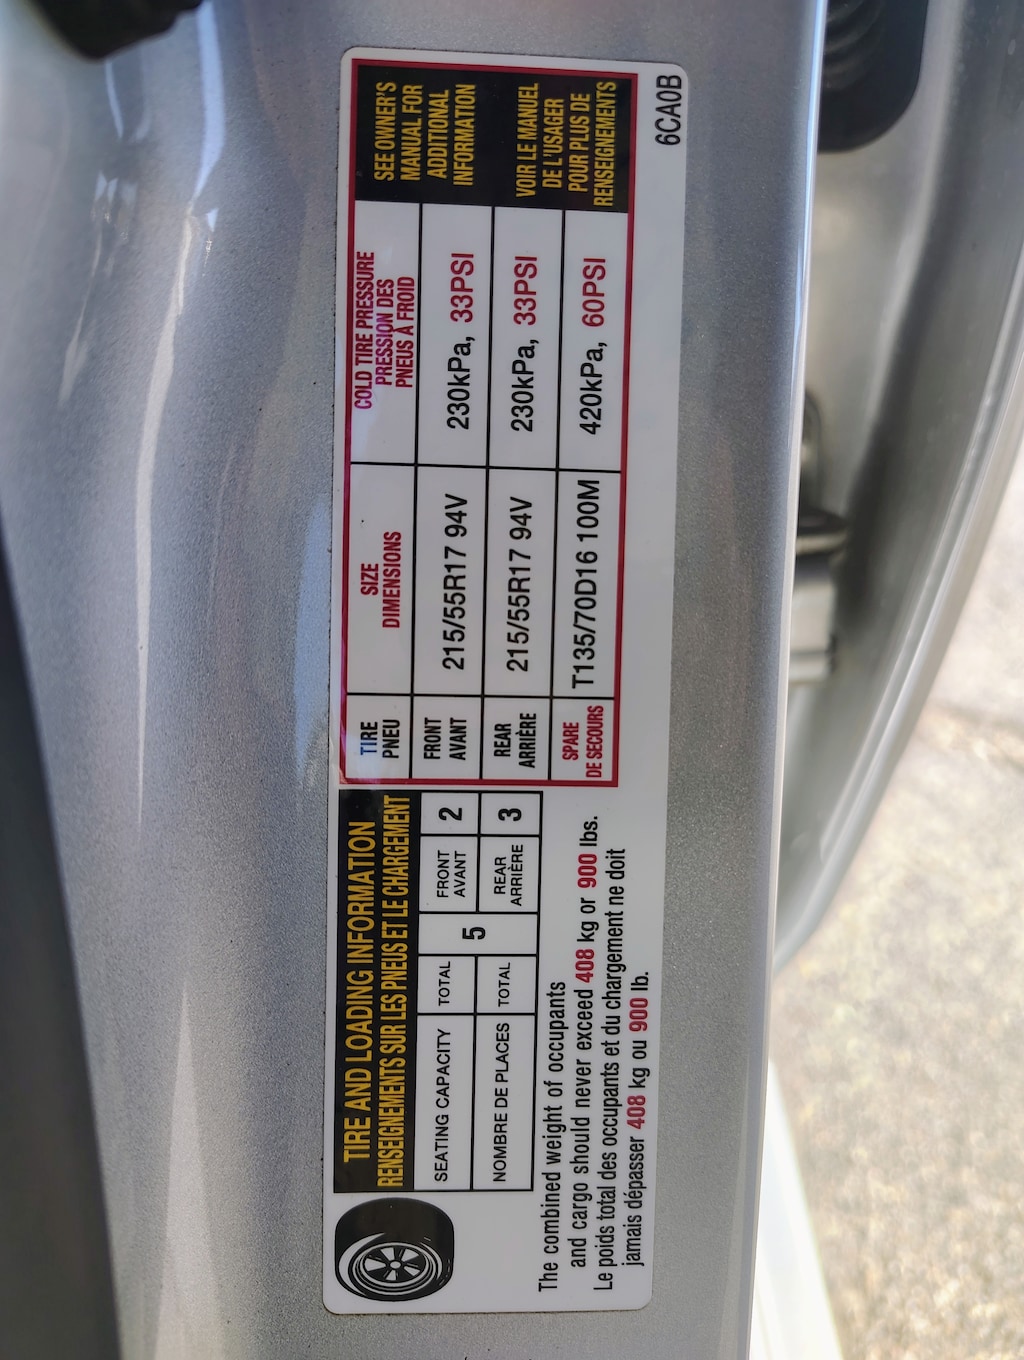 TIRE AND LOADING INFORMATION
RENSEIGNEMENTS SUR LES PNEUS ET LE CHARGEMENT
SEATING CAPACITY
NOMBRE DE PLACES
TOTAL
TOTAL
5
FRONT
AVANT
2
REAR
ARRIÈRE
3
The combined weight of occupants
and cargo should never exceed 408 kg or 900 lbs.
Le poids total des occupants et du chargement ne doit
jamais dépasser 408 kg ou 900 lb.
TIRE
PNEU
SIZE
DIMENSIONS
COLD TIRE PRESSURE
PRESSION DES
PNEUS À FROID
FRONT
AVANT
215/55R17 94V
230kPa, 33PSI
REAR
ARRIÈRE
215/55R17 94V
230kPa, 33PSI
SPARE
DE SECOURS
T135/70D16 100M
420kPa, 60PSI
SEE OWNER'S
MANUAL FOR
ADDITIONAL
INFORMATION
VOIR LE MANUEL
DE L'USAGER
POUR PLUS DE
RENSEIGNEMENTS
6CA0B